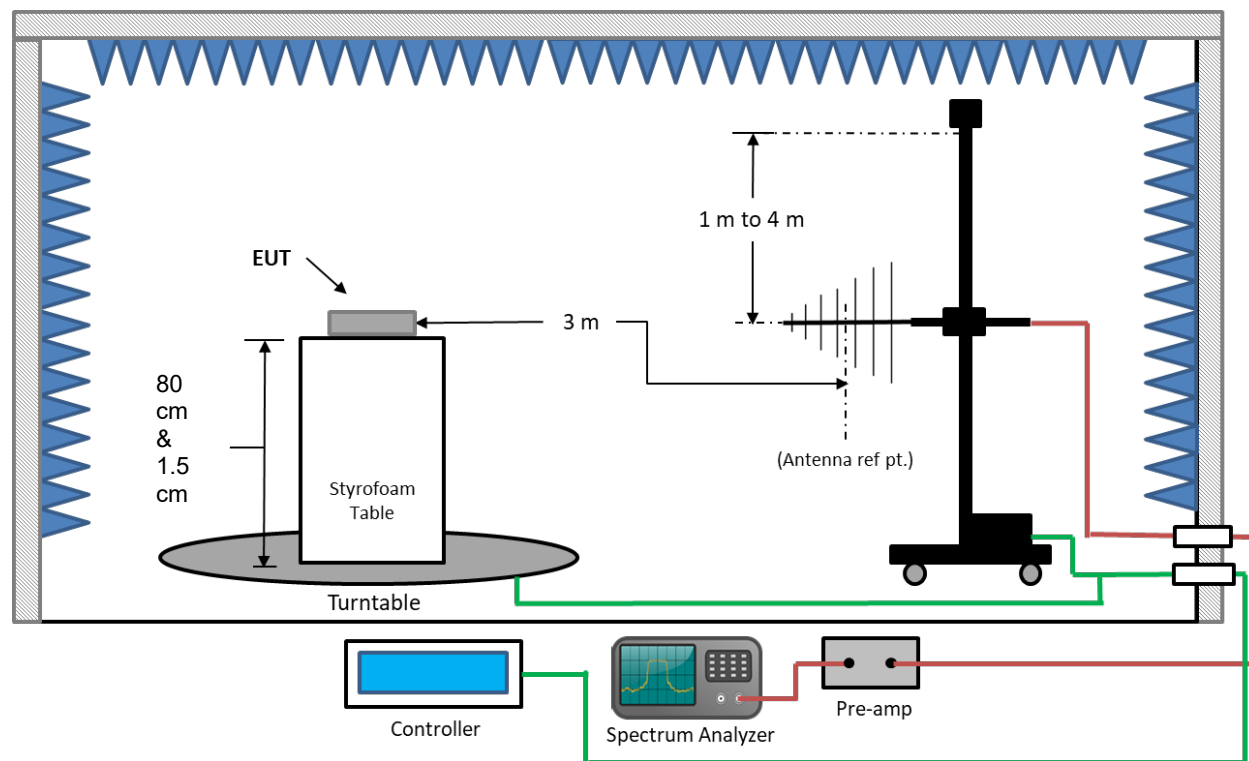 1 m to 4 m
EUT
3 m
80
cm
&
1.5
cm
(Antenna ref pt.)
Styrofoam
Table
Turntable
Controller
Spectrum Analyzer
Pre-amp